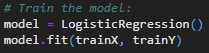 # Train the model:
model = LogisticRegression()
model.fit(trainX, trainY)